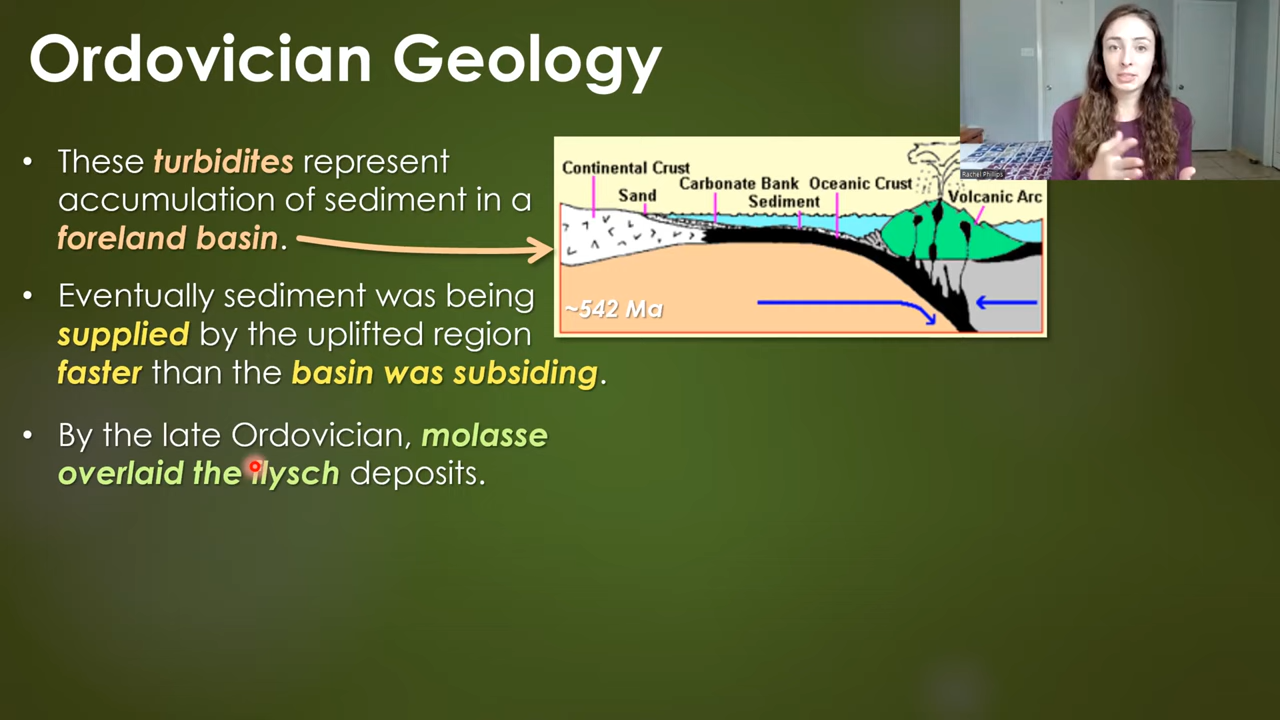 Ordovician Geology
• These turbidites represent
accumulation of sediment in a
foreland basin.
• Eventually sediment was being
supplied by the uplifted region
faster than the basin was subsiding.
• By the late Ordovician, molasse
overlaid the flysch deposits.
Continental Crust
Sand
Carbonate Bank
Sediment
Oceanic Crust
Volcanic Arc
~542 Ma
Rachel Phillips